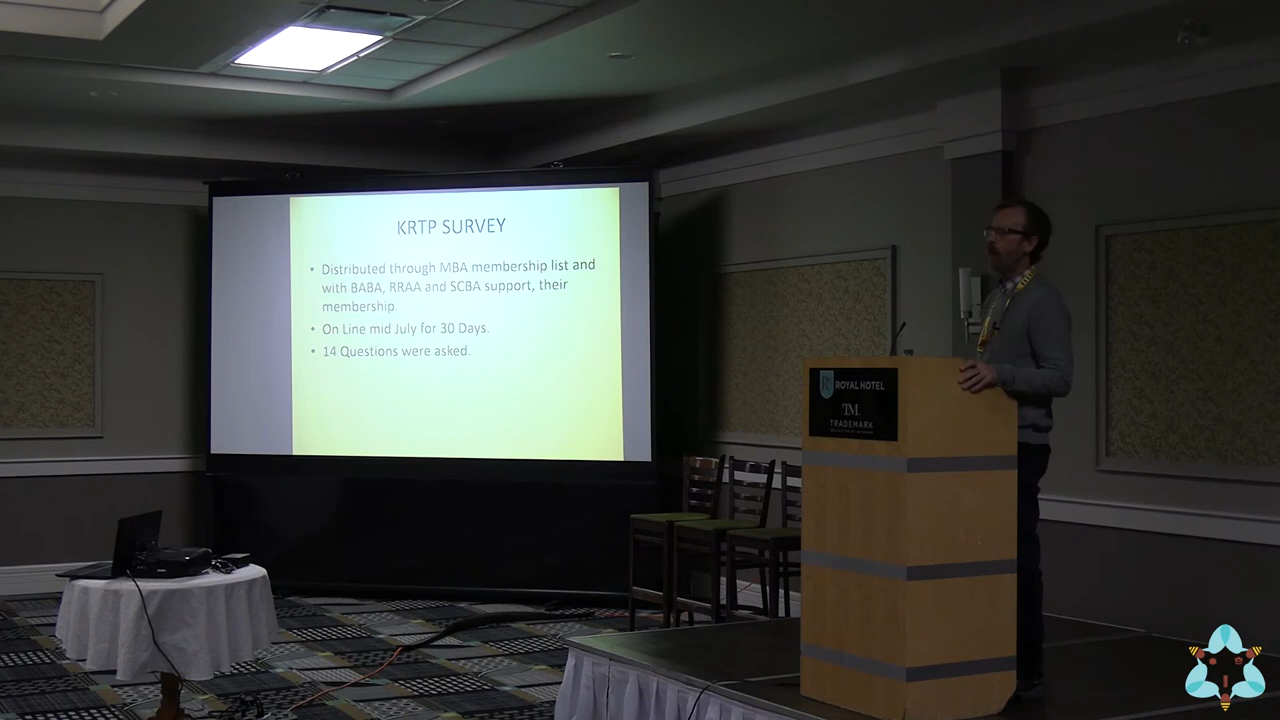 KRTP SURVEY
• Distributed through MBA membership list and
with BABA, RRAA and SCBA support, their
membership.
• On Line mid July for 30 Days.
• 14 Questions were asked.
R
ROYAL HOTEL
TM.
TRADEMARK